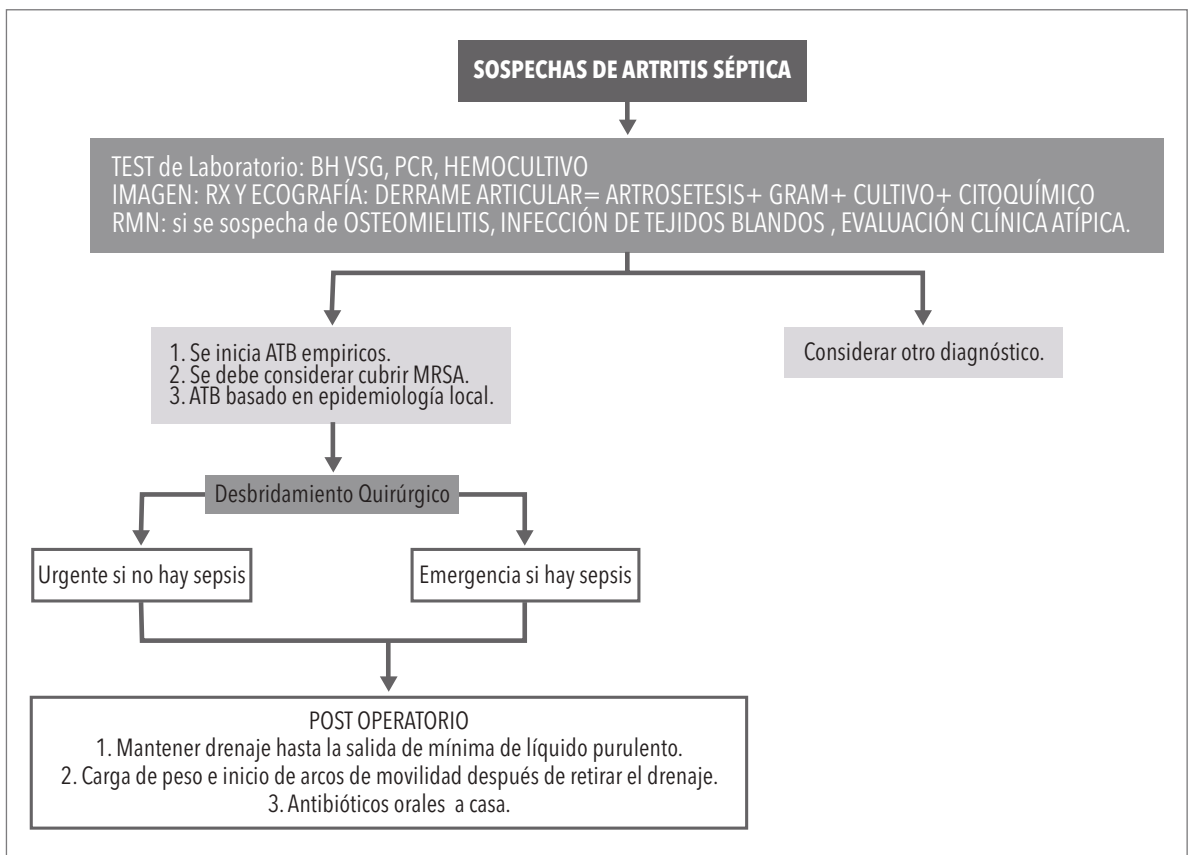 SOSPECHAS DE ARTRITIS SÉPTICA
TEST de Laboratorio: BH VSG, PCR, HEMOCULTIVO
IMAGEN: RX Y ECOGRAFÍA: DERRAME ARTICULAR= ARTROSETESIS+ GRAM+ CULTIVO+ CITOQUÍMICO
RMN: si se sospecha de OSTEOMIELITIS, INFECCIÓN DE TEJIDOS BLANDOS , EVALUACIÓN CLÍNICA ATÍPICA.
1. Se inicia ATB empiricos.
2. Se debe considerar cubrir MRSA.
3. ATB basado en epidemiología local.
Considerar otro diagnóstico.
Desbridamiento Quirúrgico
Urgente si no hay sepsis
Emergencia si hay sepsis
POST OPERATORIO
1. Mantener drenaje hasta la salida de mínima de líquido purulento.
2. Carga de peso e inicio de arcos de movilidad después de retirar el drenaje.
3. Antibióticos orales a casa.